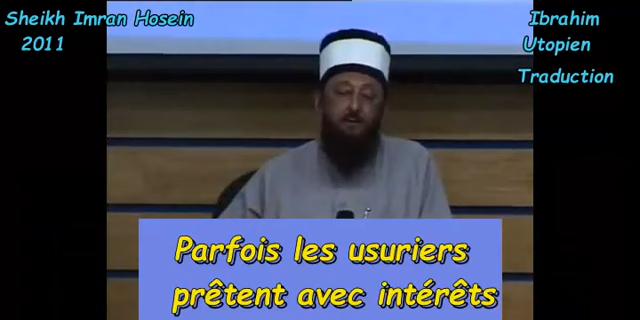 Sheikh Imran Hosein
2011
Ibrahim
Utopien
Traduction
Parfois les usuriers
prêtent avec intérêts